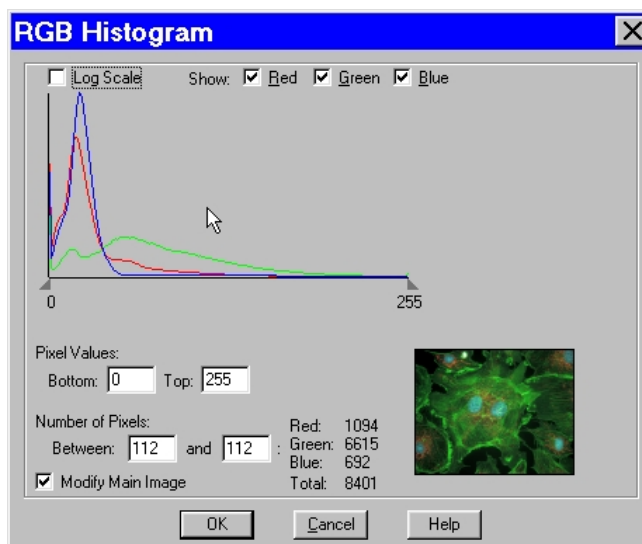 RGB Histogram
Log Scale Show: Red Green Blue
0 255
Pixel Values:
Bottom: 0 Top: 255
Number of Pixels:
Between: 112 and 112 :
Red: 1094
Green: 6615
Blue: 692
Total: 8401
Modify Main Image
OK Cancel Help